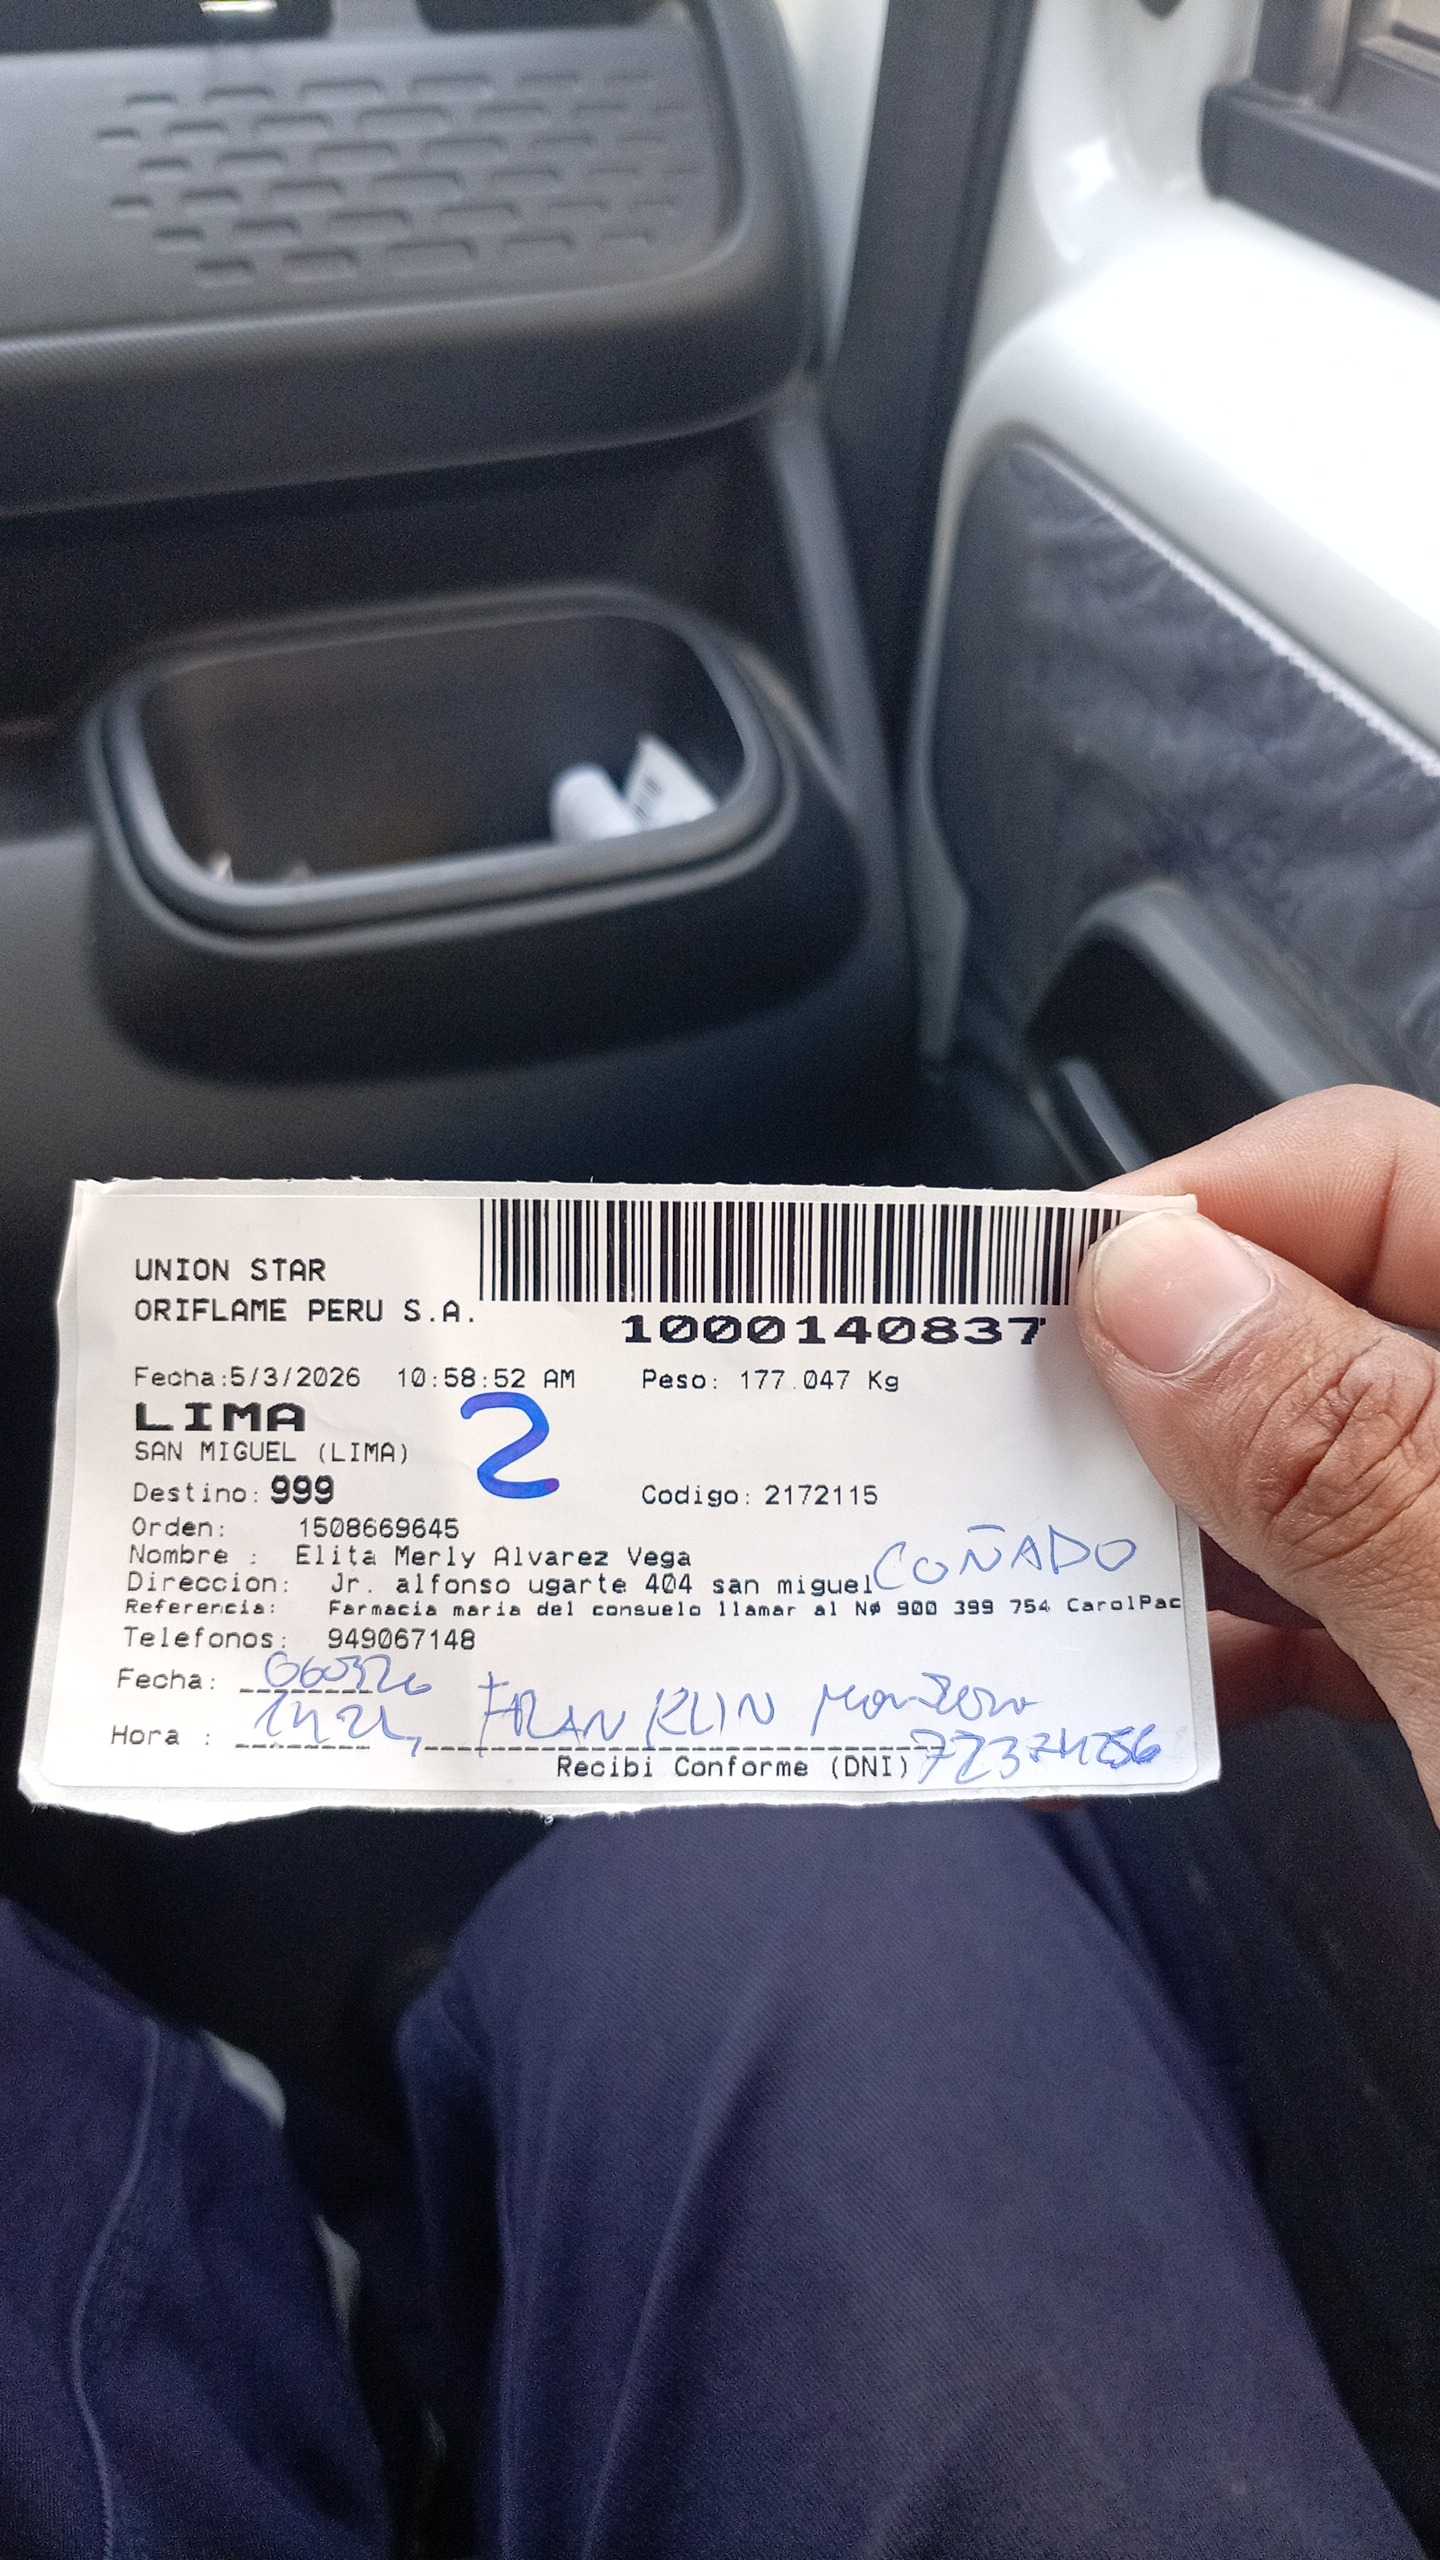 UNION STAR
ORIFLAME PERU S.A.
1000140837
Fecha:5/3/2026 10:58:52 AM Peso: 177.047 Kg
LIMA
2
SAN MIGUEL (LIMA)
Destino: 999 Codigo: 2172115
Orden: 1508669645
Nombre : Elita Merly Alvarez Vega
COÑADO
Direccion: Jr. alfonso ugarte 404 san miguel
Referencia: Farmacia maria del consuelo llamar al Nø 900 399 754 CarolPac
Telefonos: 949067148
Fecha: 060326
Hora : FRANKLIN
Recibi Conforme (DNI)